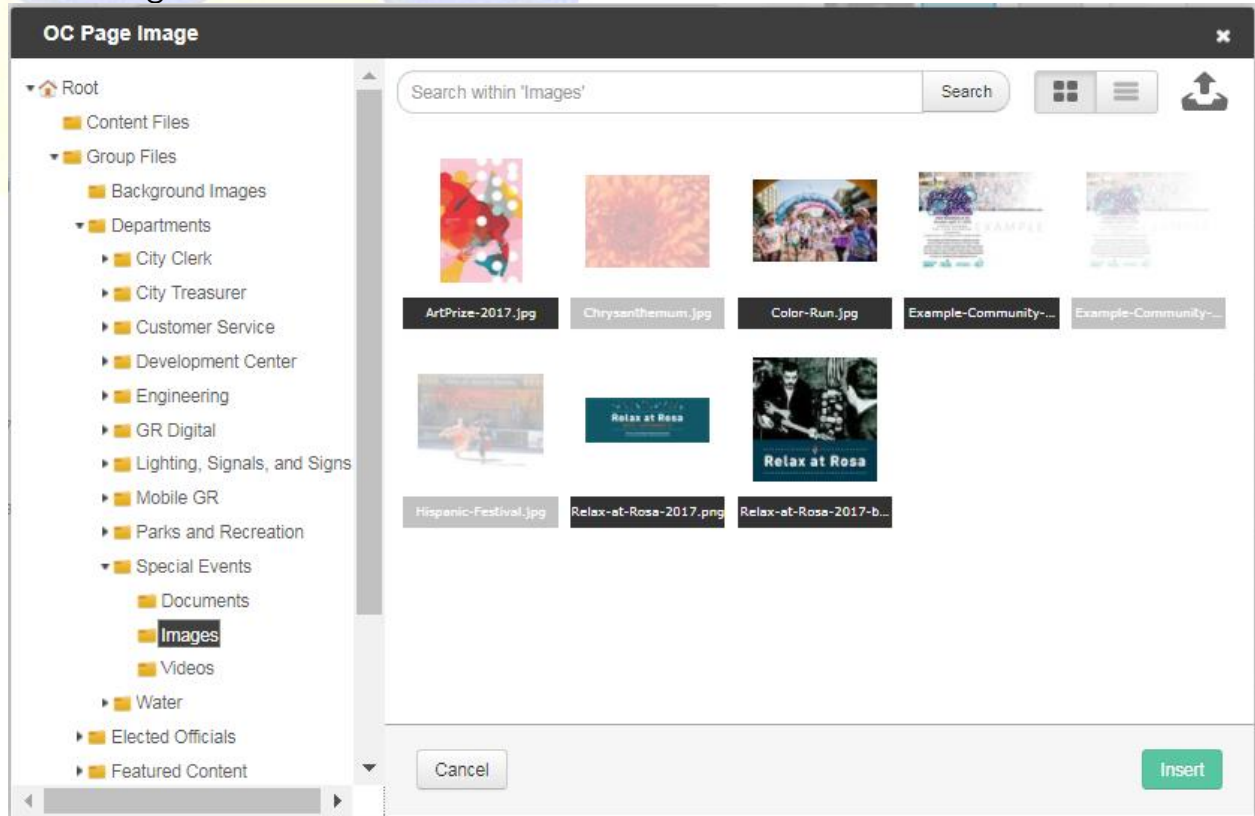 OC Page Image
Root
Content Files
Group Files
Background Images
Departments
City Clerk
City Treasurer
Customer Service
Development Center
Engineering
GR Digital
Lighting, Signals, and Signs
Mobile GR
Parks and Recreation
Special Events
Documents
Images
Videos
Water
Elected Officials
Featured Content
Search within 'Images'
Search
EXAMPLE
ArtPrize-2017.jpg
Chrysanthemum.jpg
Color-Run.jpg
Example-Community-...
Example-Community-...
Relax at Rosa
Relax at Rosa
Hispanic-Festival.jpg
Relax-at-Rosa-2017.png
Relax-at-Rosa-2017-b...
Cancel
Insert